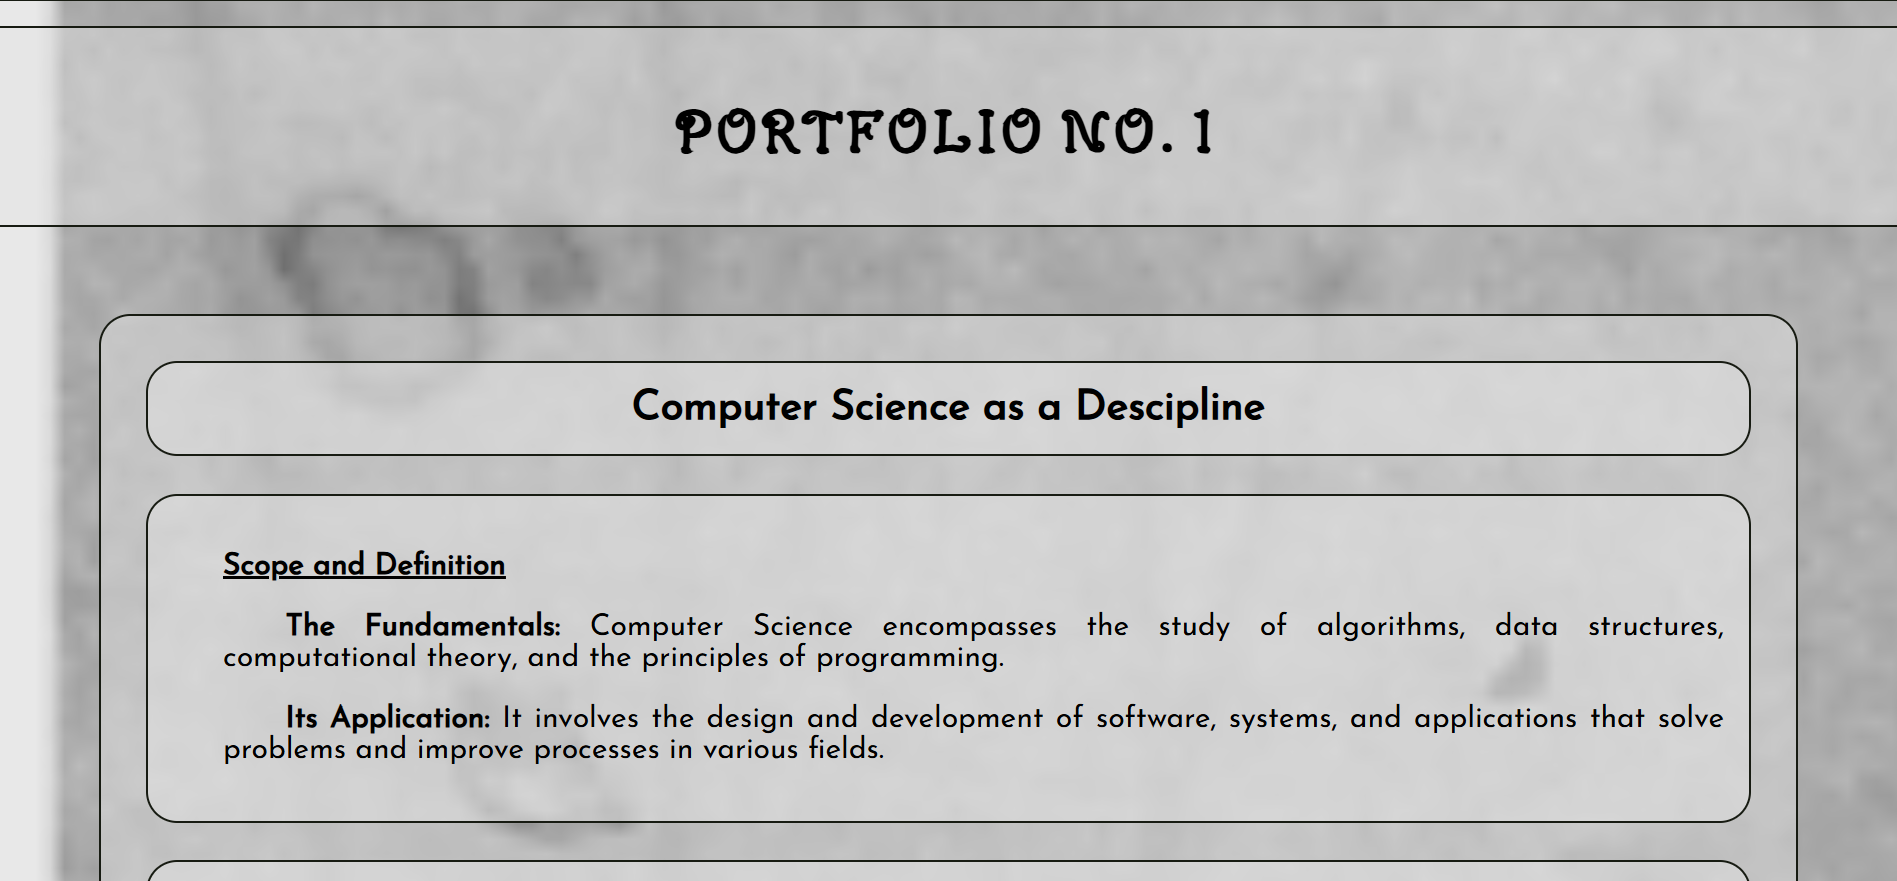 PORTFOLIO NO. 1
Computer Science as a Descipline
Scope and Definition
The Fundamentals: Computer Science encompasses the study of algorithms, data structures,
computational theory, and the principles of programming.
Its Application: It involves the design and development of software, systems, and applications that solve
problems and improve processes in various fields.